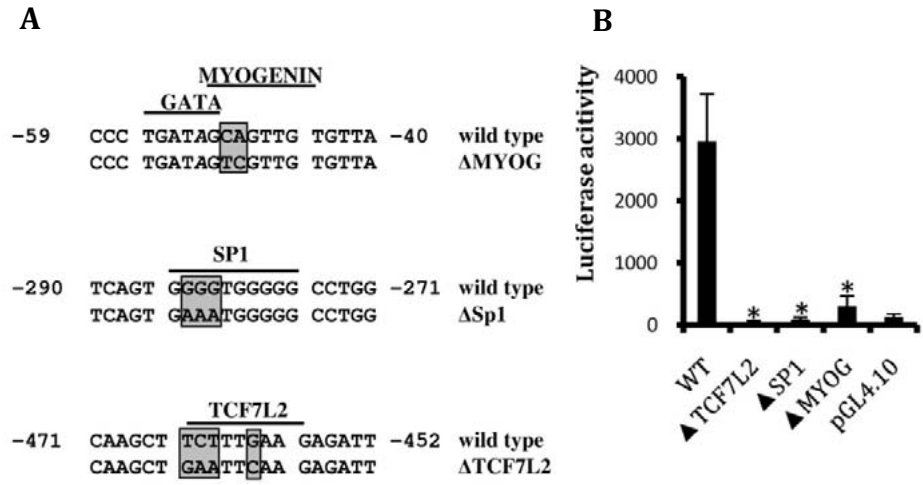 A
MYOGENIN
GATA
-59 CCC TGATAGCAGTTG TGTTA -40 wild type
CCC TGATAGTCGTTG TGTTA ΔMYOG
SP1
-290 TCAGT GGGGTGGGGG CCTGG -271 wild type
TCAGT GAAATGGGGG CCTGG ΔSp1
TCF7L2
-471 CAAGCT TCTTTGAA GAGATT -452 wild type
CAAGCT GAATTCAA GAGATT ΔTCF7L2
B
Luciferase acitivity
4000
3000
2000
1000
0
* * *
WT
▲TCF7L2
▲SP1
▲MYOG
pGL4.10